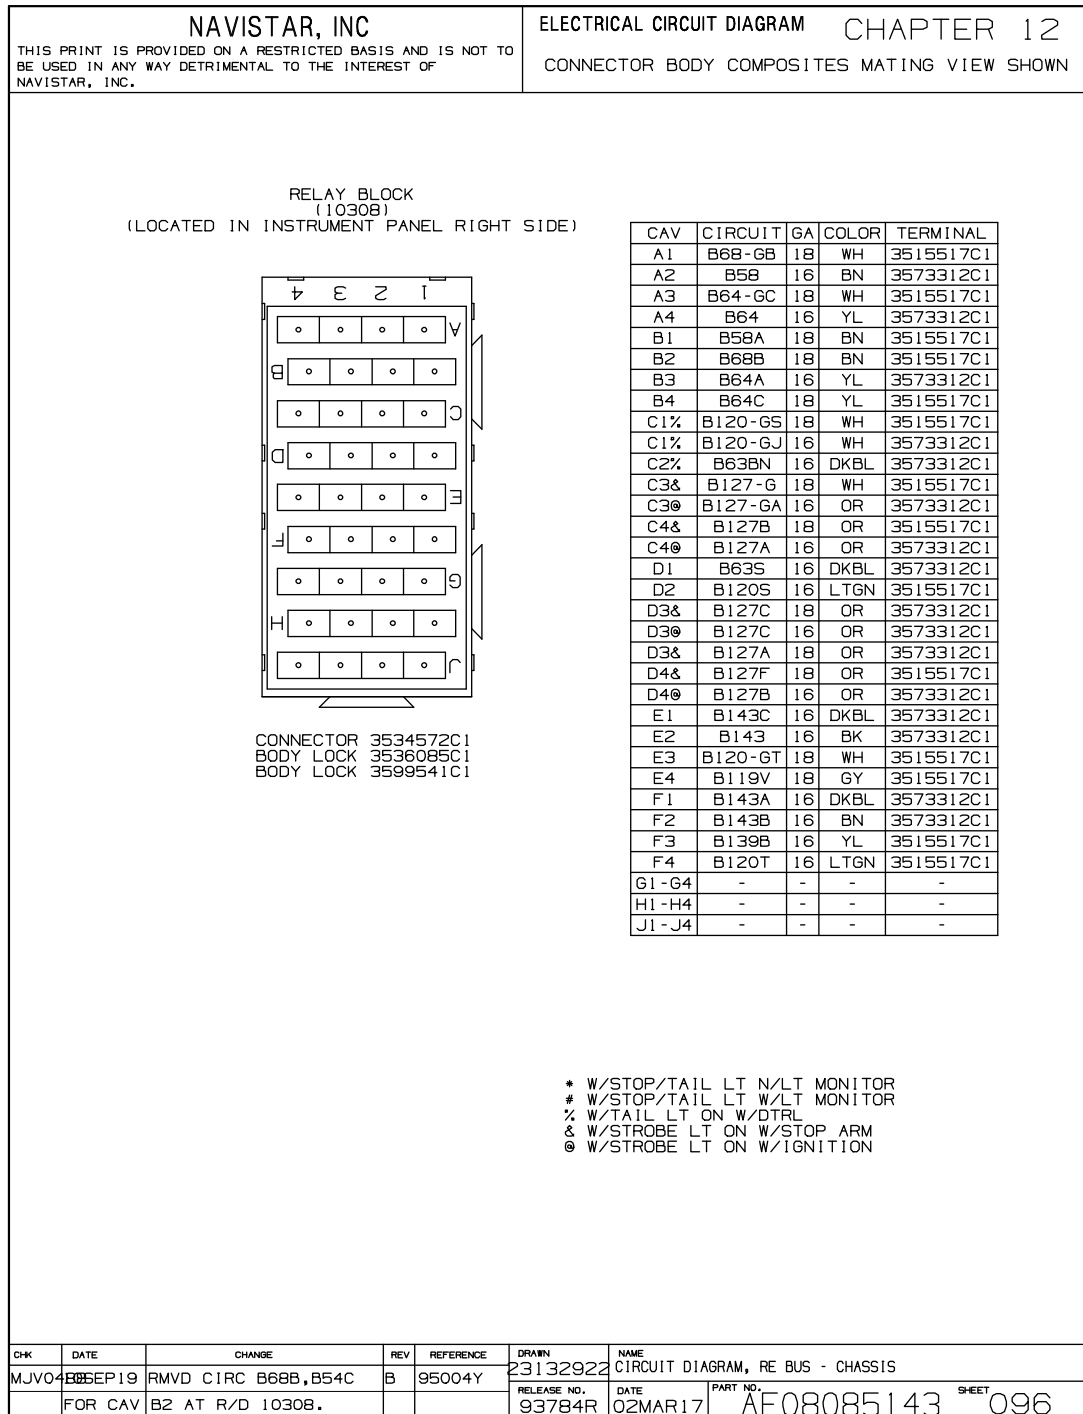 NAVISTAR, INC
THIS PRINT IS PROVIDED ON A RESTRICTED BASIS AND IS NOT TO
BE USED IN ANY WAY DETRIMENTAL TO THE INTEREST OF
NAVISTAR, INC.
ELECTRICAL CIRCUIT DIAGRAM CHAPTER 12
CONNECTOR BODY COMPOSITES MATING VIEW SHOWN
RELAY BLOCK
(10308)
(LOCATED IN INSTRUMENT PANEL RIGHT SIDE)
4 3 2 1
A
B
C
D
E
F
G
H
J
CONNECTOR 3534572C1
BODY LOCK 3536085C1
BODY LOCK 3599541C1
CAV CIRCUIT GA COLOR TERMINAL
A1 B68-GB 18 WH 3515517C1
A2 B58 16 BN 3573312C1
A3 B64-GC 18 WH 3515517C1
A4 B64 16 YL 3573312C1
B1 B58A 18 BN 3515517C1
B2 B68B 18 BN 3515517C1
B3 B64A 16 YL 3573312C1
B4 B64C 18 YL 3515517C1
C1% B120-GS 18 WH 3515517C1
C1% B120-GJ 16 WH 3573312C1
C2% B63BN 16 DKBL 3573312C1
C3& B127-G 18 WH 3515517C1
C3@ B127-GA 16 OR 3573312C1
C4& B127B 18 OR 3515517C1
C4@ B127A 16 OR 3573312C1
D1 B63S 16 DKBL 3573312C1
D2 B120S 16 LTGN 3515517C1
D3& B127C 18 OR 3573312C1
D3@ B127C 16 OR 3573312C1
D3& B127A 18 OR 3573312C1
D4& B127F 18 OR 3515517C1
D4@ B127B 16 OR 3573312C1
E1 B143C 16 DKBL 3573312C1
E2 B143 16 BK 3573312C1
E3 B120-GT 18 WH 3515517C1
E4 B119V 18 GY 3515517C1
F1 B143A 16 DKBL 3573312C1
F2 B143B 16 BN 3573312C1
F3 B139B 16 YL 3515517C1
F4 B120T 16 LTGN 3515517C1
G1-G4 - - - -
H1-H4 - - - -
J1-J4 - - - -
* W/STOP/TAIL LT N/LT MONITOR
# W/STOP/TAIL LT W/LT MONITOR
% W/TAIL LT ON W/DTRL
& W/STROBE LT ON W/STOP ARM
@ W/STROBE LT ON W/IGNITION
CHK DATE CHANGE REV REFERENCE DRAWN NAME
SEP19 RMVD CIRC B68B,B54C B 95004Y 23132922 CIRCUIT DIAGRAM, RE BUS - CHASSIS
FOR CAV B2 AT R/D 10308.
RELEASE NO. DATE PART NO. SHEET
93784R 02MAR17 AF08085143 096